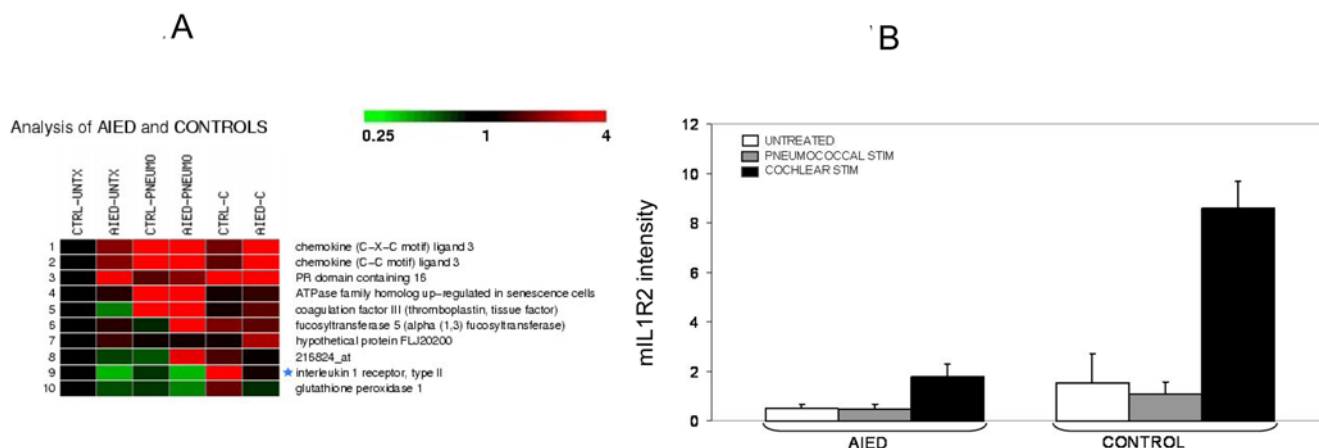 A
B
Analysis of AIED and CONTROLS
0.25 1 4
CTRL-UNTX
AIED-UNTX
CTRL-PNEUMO
AIED-PNEUMO
CTRL-C
AIED-C
1 chemokine (C-X-C motif) ligand 3
2 chemokine (C-C motif) ligand 3
3 PR domain containing 16
4 ATPase family homolog up-regulated in senescence cells
5 coagulation factor III (thromboplastin, tissue factor)
6 fucosyltransferase 5 (alpha (1,3) fucosyltransferase)
7 hypothetical protein FLJ20200
8 216824_at
9 interleukin 1 receptor, type II
10 glutathione peroxidase 1
mIL1R2 intensity
12
10
8
6
4
2
0
UNTREATED
PNEUMOCOCCAL STIM
COCHLEAR STIM
AIED CONTROL